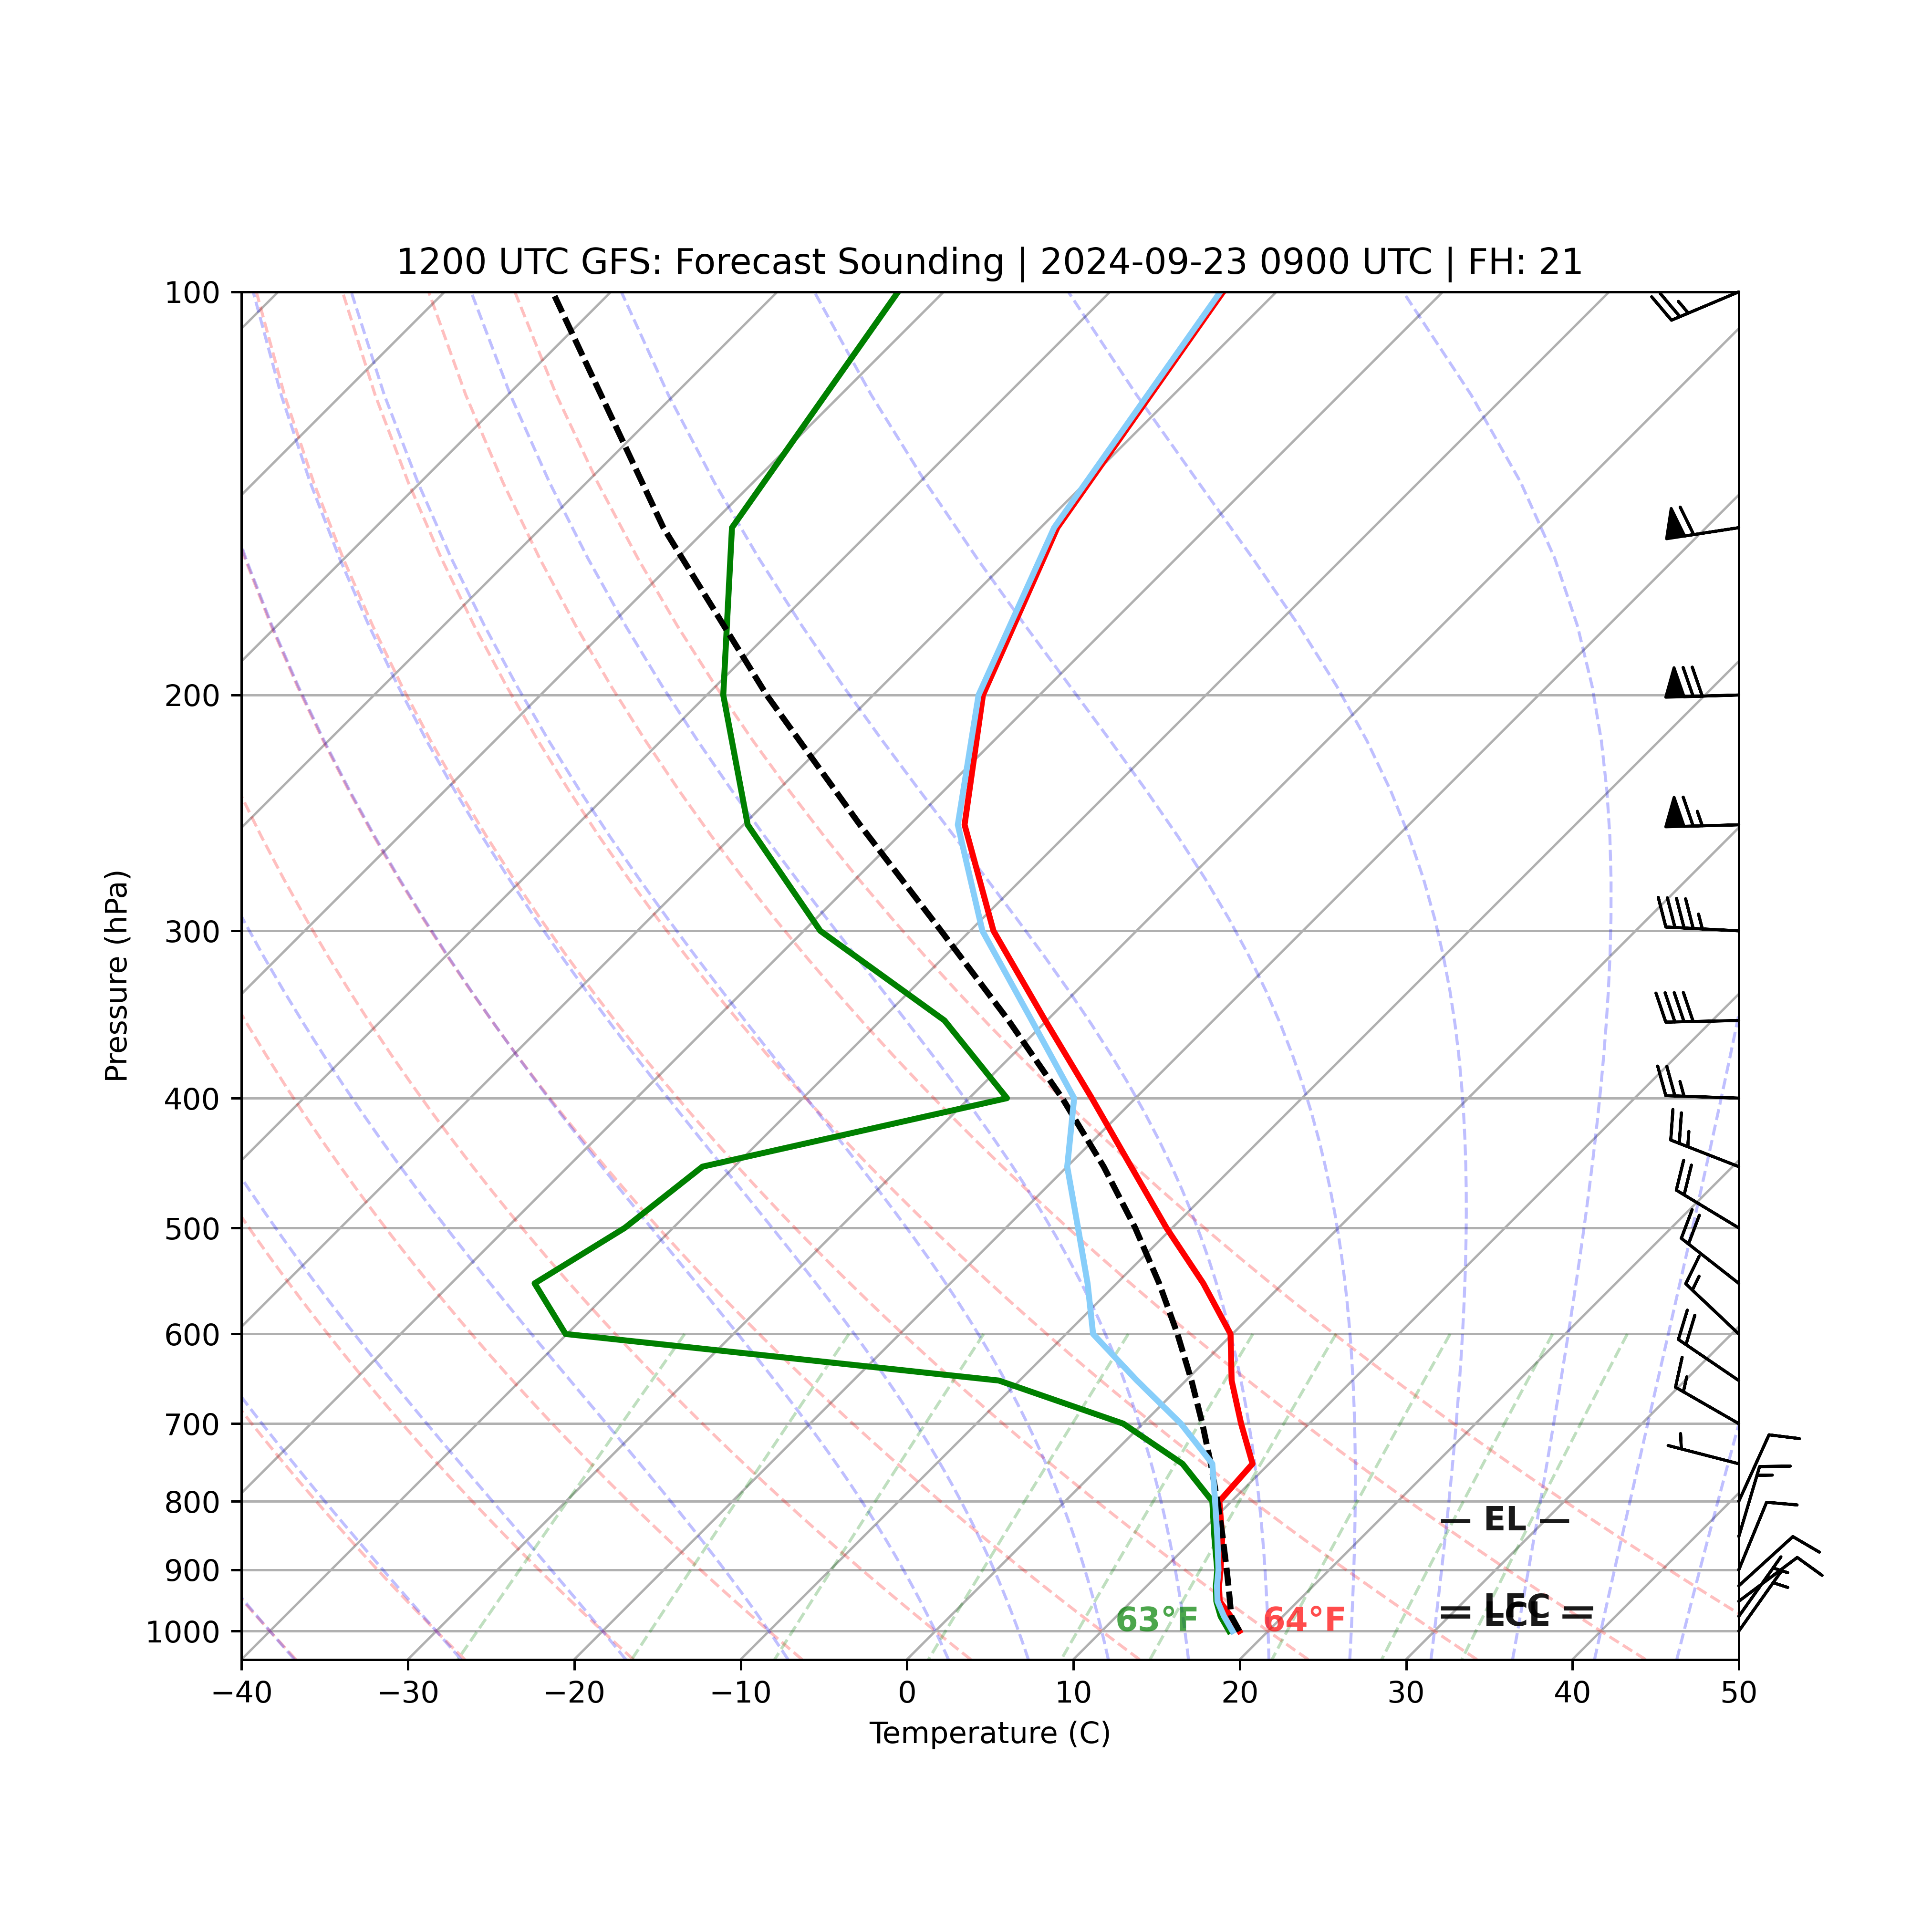 1200 UTC GFS: Forecast Sounding | 2024-09-23 0900 UTC | FH: 21
100
200
300
400
500
600
700
800
900
1000
Pressure (hPa)
— EL —
= LFC =
= LCL =
63°F
64°F
−40 −30 −20 −10 0 10 20 30 40 50
Temperature (C)